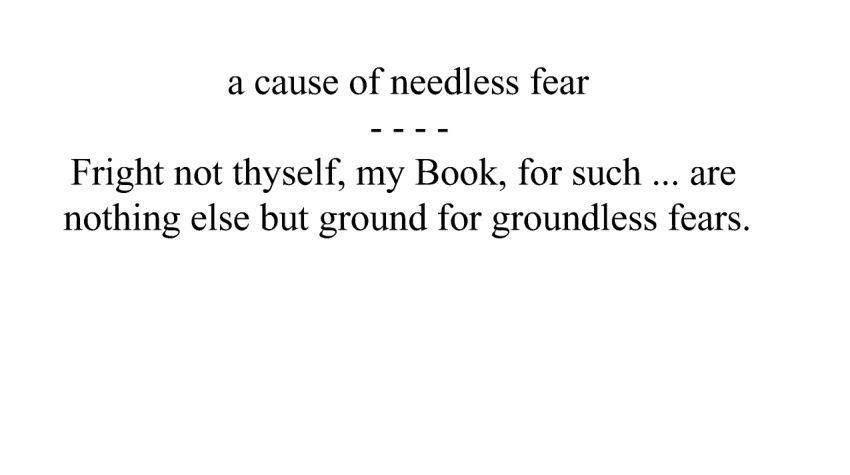 a cause of needless fear
- - - -
Fright not thyself, my Book, for such ... are
nothing else but ground for groundless fears.